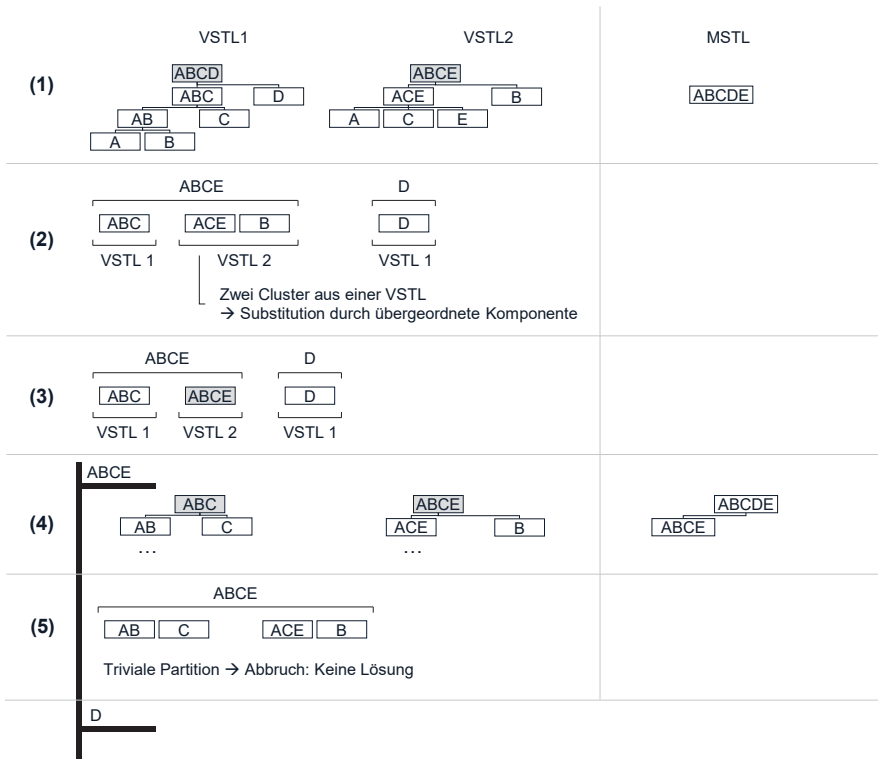 VSTL1 VSTL2 MSTL
(1)
ABCD ABCE
ABC D ACE B ABCDE
AB C A C E
A B
ABCE D
(2)
ABC ACE B D
VSTL 1 VSTL 2 VSTL 1
Zwei Cluster aus einer VSTL
→ Substitution durch übergeordnete Komponente
ABCE D
(3)
ABC ABCE D
VSTL 1 VSTL 2 VSTL 1
ABCE
(4)
ABC ABCE ABCDE
AB C ACE B ABCE
... ...
ABCE
(5)
AB C ACE B
Triviale Partition → Abbruch: Keine Lösung
D